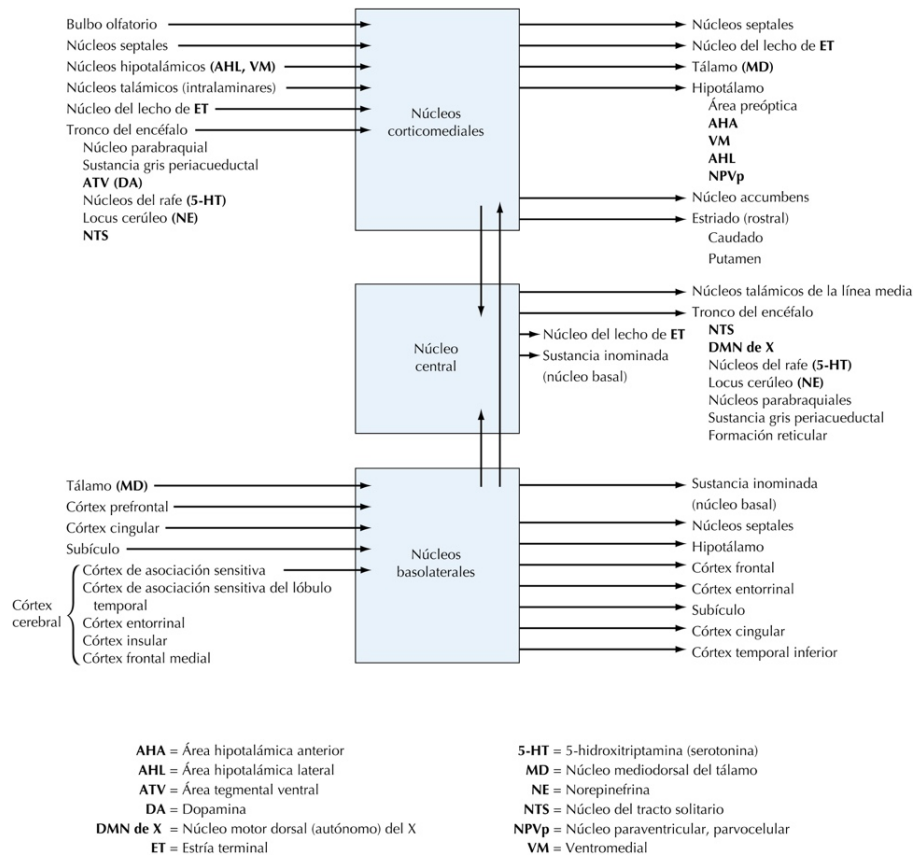 Bulbo olfatorio
Núcleos septales
Núcleos hipotalámicos (AHL, VM)
Núcleos talámicos (intralaminares)
Núcleo del lecho de ET
Tronco del encéfalo
Núcleo parabraquial
Sustancia gris periacueductal
ATV (DA)
Núcleos del rafe (5-HT)
Locus cerúleo (NE)
NTS
Núcleos
corticomediales
Núcleos septales
Núcleo del lecho de ET
Tálamo (MD)
Hipotálamo
Área preóptica
AHA
VM
AHL
NPVp
Núcleo accumbens
Estriado (rostral)
Caudado
Putamen
Núcleo
central
Núcleo del lecho de ET
Sustancia inominada
(núcleo basal)
Núcleos talámicos de la línea media
Tronco del encéfalo
NTS
DMN de X
Núcleos del rafe (5-HT)
Locus cerúleo (NE)
Núcleos parabraquiales
Sustancia gris periacueductal
Formación reticular
Tálamo (MD)
Córtex prefrontal
Córtex cingular
Subículo
Córtex
cerebral
Córtex de asociación sensitiva
Córtex de asociación sensitiva del lóbulo
temporal
Córtex entorrinal
Córtex insular
Córtex frontal medial
Núcleos
basolaterales
Sustancia inominada
(núcleo basal)
Núcleos septales
Hipotálamo
Córtex frontal
Córtex entorrinal
Subículo
Córtex cingular
Córtex temporal inferior
AHA = Área hipotalámica anterior
AHL = Área hipotalámica lateral
ATV = Área tegmental ventral
DA = Dopamina
DMN de X = Núcleo motor dorsal (autónomo) del X
ET = Estría terminal
5-HT = 5-hidroxitriptamina (serotonina)
MD = Núcleo mediodorsal del tálamo
NE = Norepinefrina
NTS = Núcleo del tracto solitario
NPVp = Núcleo paraventricular, parvocelular
VM = Ventromedial